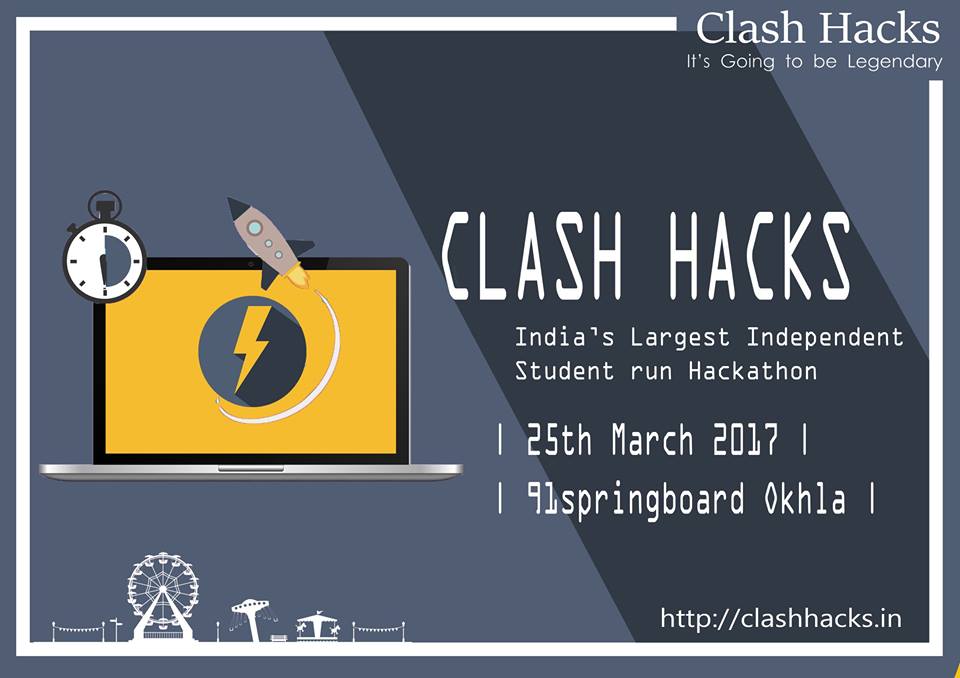 Clash Hacks
It's Going to be Legendary
CLASH HACKS
India's Largest Independent
Student run Hackathon
| 25th March 2017 |
| 91springboard Okhla |
http://clashhacks.in